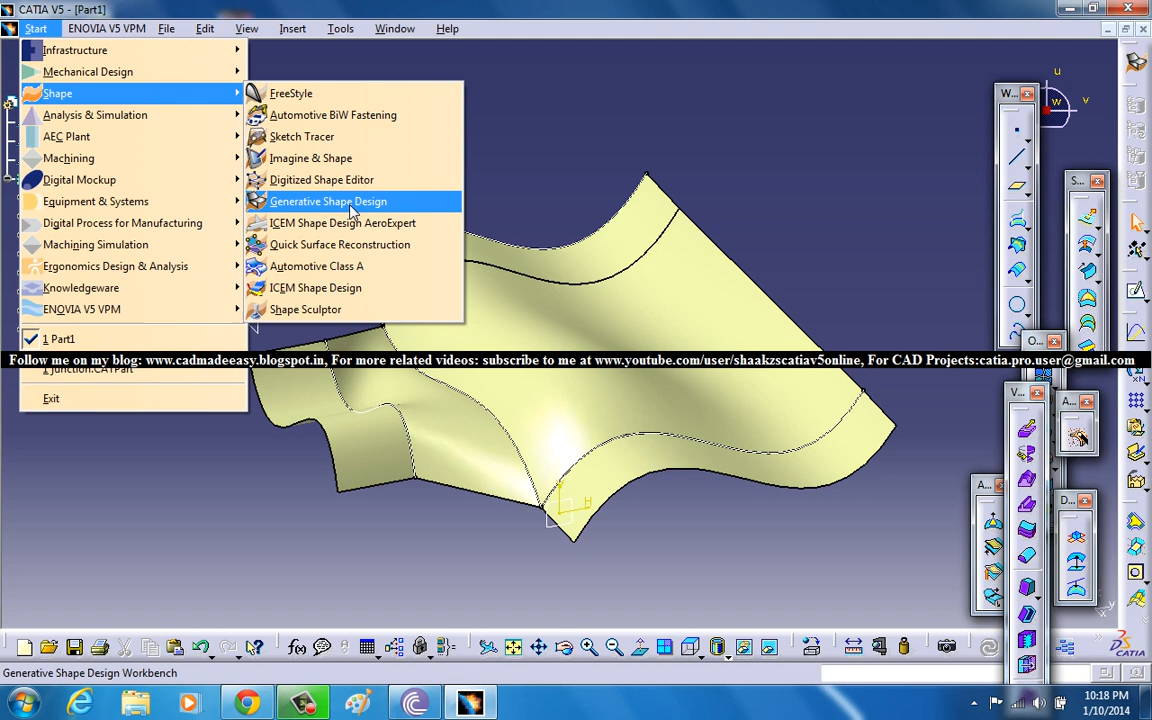 CATIA V5 - [Part1]
Start ENOVIA V5 VPM File Edit View Insert Tools Window Help
Infrastructure
Mechanical Design
Shape
Analysis & Simulation
AEC Plant
Machining
Digital Mockup
Equipment & Systems
Digital Process for Manufacturing
Machining Simulation
Ergonomics Design & Analysis
Knowledgeware
ENOVIA V5 VPM
1 Part1
1 Junction.CATPart
Exit
FreeStyle
Automotive BiW Fastening
Sketch Tracer
Imagine & Shape
Digitized Shape Editor
Generative Shape Design
ICEM Shape Design AeroExpert
Quick Surface Reconstruction
Automotive Class A
ICEM Shape Design
Shape Sculptor
u
v
w
W...
S...
O...
V...
A...
A...
D...
H
Follow me on my blog: www.cadmadeeasy.blogspot.in, For more related videos: subscribe to me at www.youtube.com/user/shaakzscatiav5online, For CAD Projects:catia.pro.user@gmail.com
f(x)
CATIA
Generative Shape Design Workbench
10:18 PM
1/10/2014